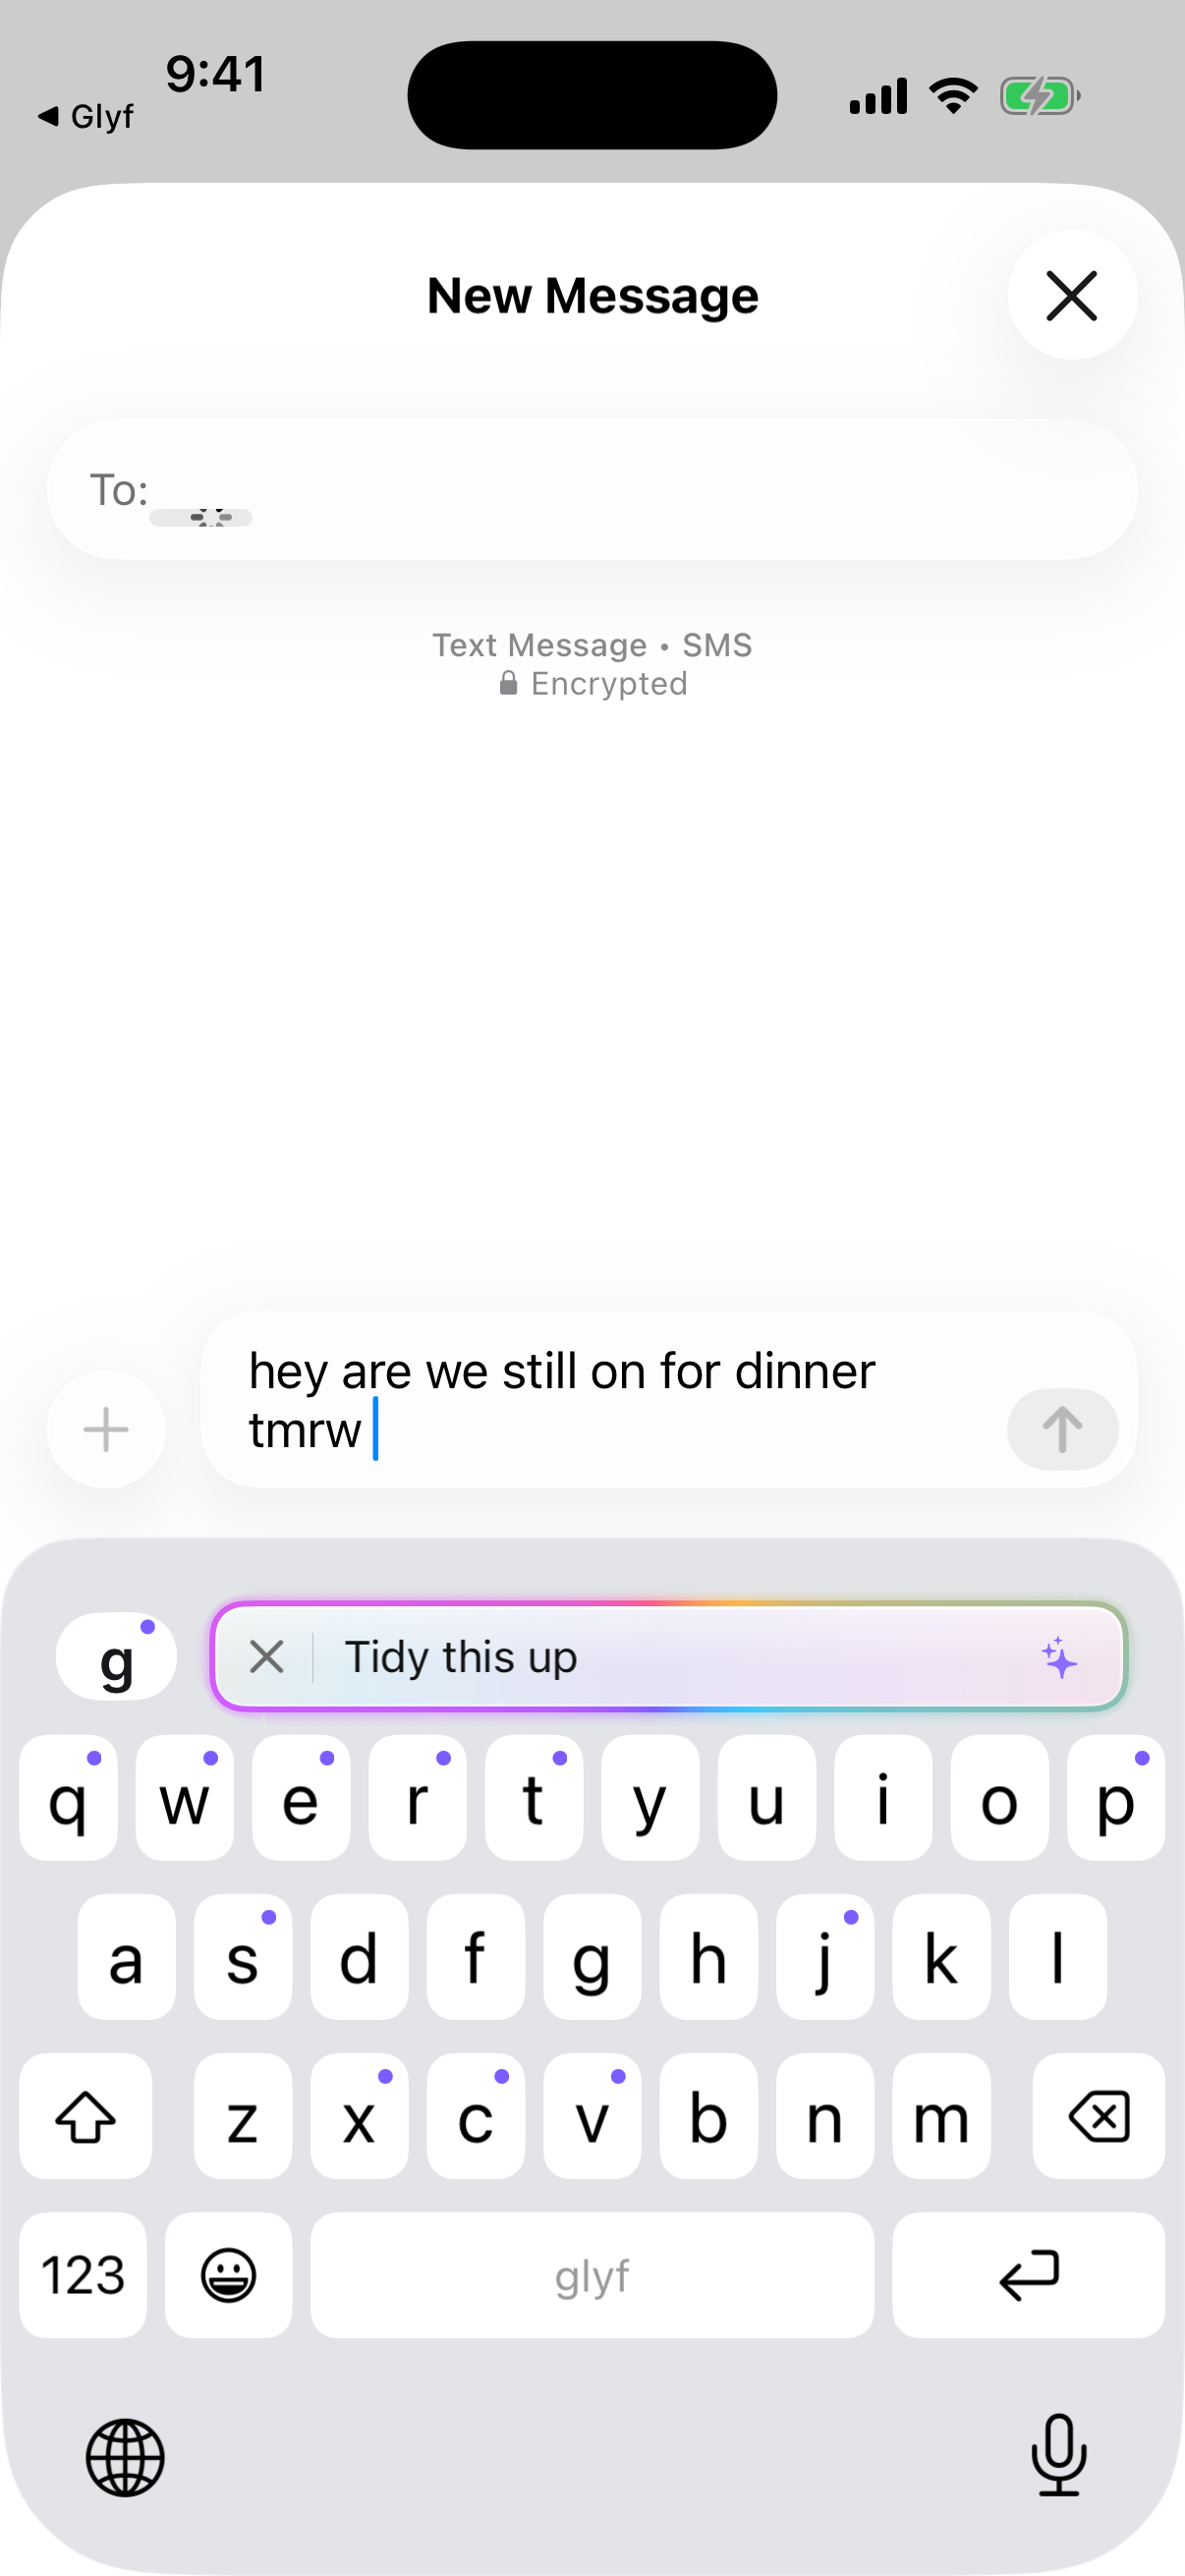 9:41
Glyf
New Message
To:
Text Message • SMS
Encrypted
hey are we still on for dinner
tmrw
g
Tidy this up
q w e r t y u i o p
a s d f g h j k l
z x c v b n m
123
glyf